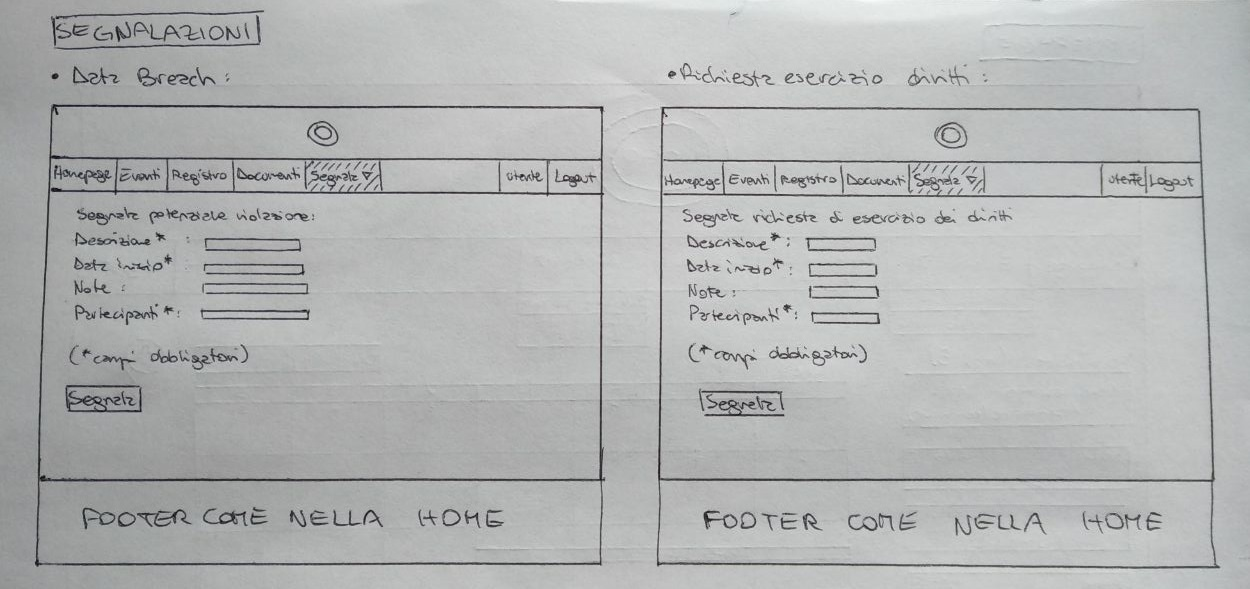 SEGNALAZIONI
• Data Breach:
Homepage Eventi Registro Documenti Segnala ▽ Utente Logout
Segnala potenziale violazione:
Descrizione* :
Data inizio*
Note :
Partecipanti*:
(*campi obbligatori)
Segnala
FOOTER COME NELLA HOME
• Richiesta esercizio diritti:
Homepage Eventi Registro Documenti Segnala ▽ Utente Logout
Segnala richiesta di esercizio dei diritti
Descrizione*:
Data inizio*:
Note:
Partecipanti*:
(*campi obbligatori)
Segnala
FOOTER COME NELLA HOME